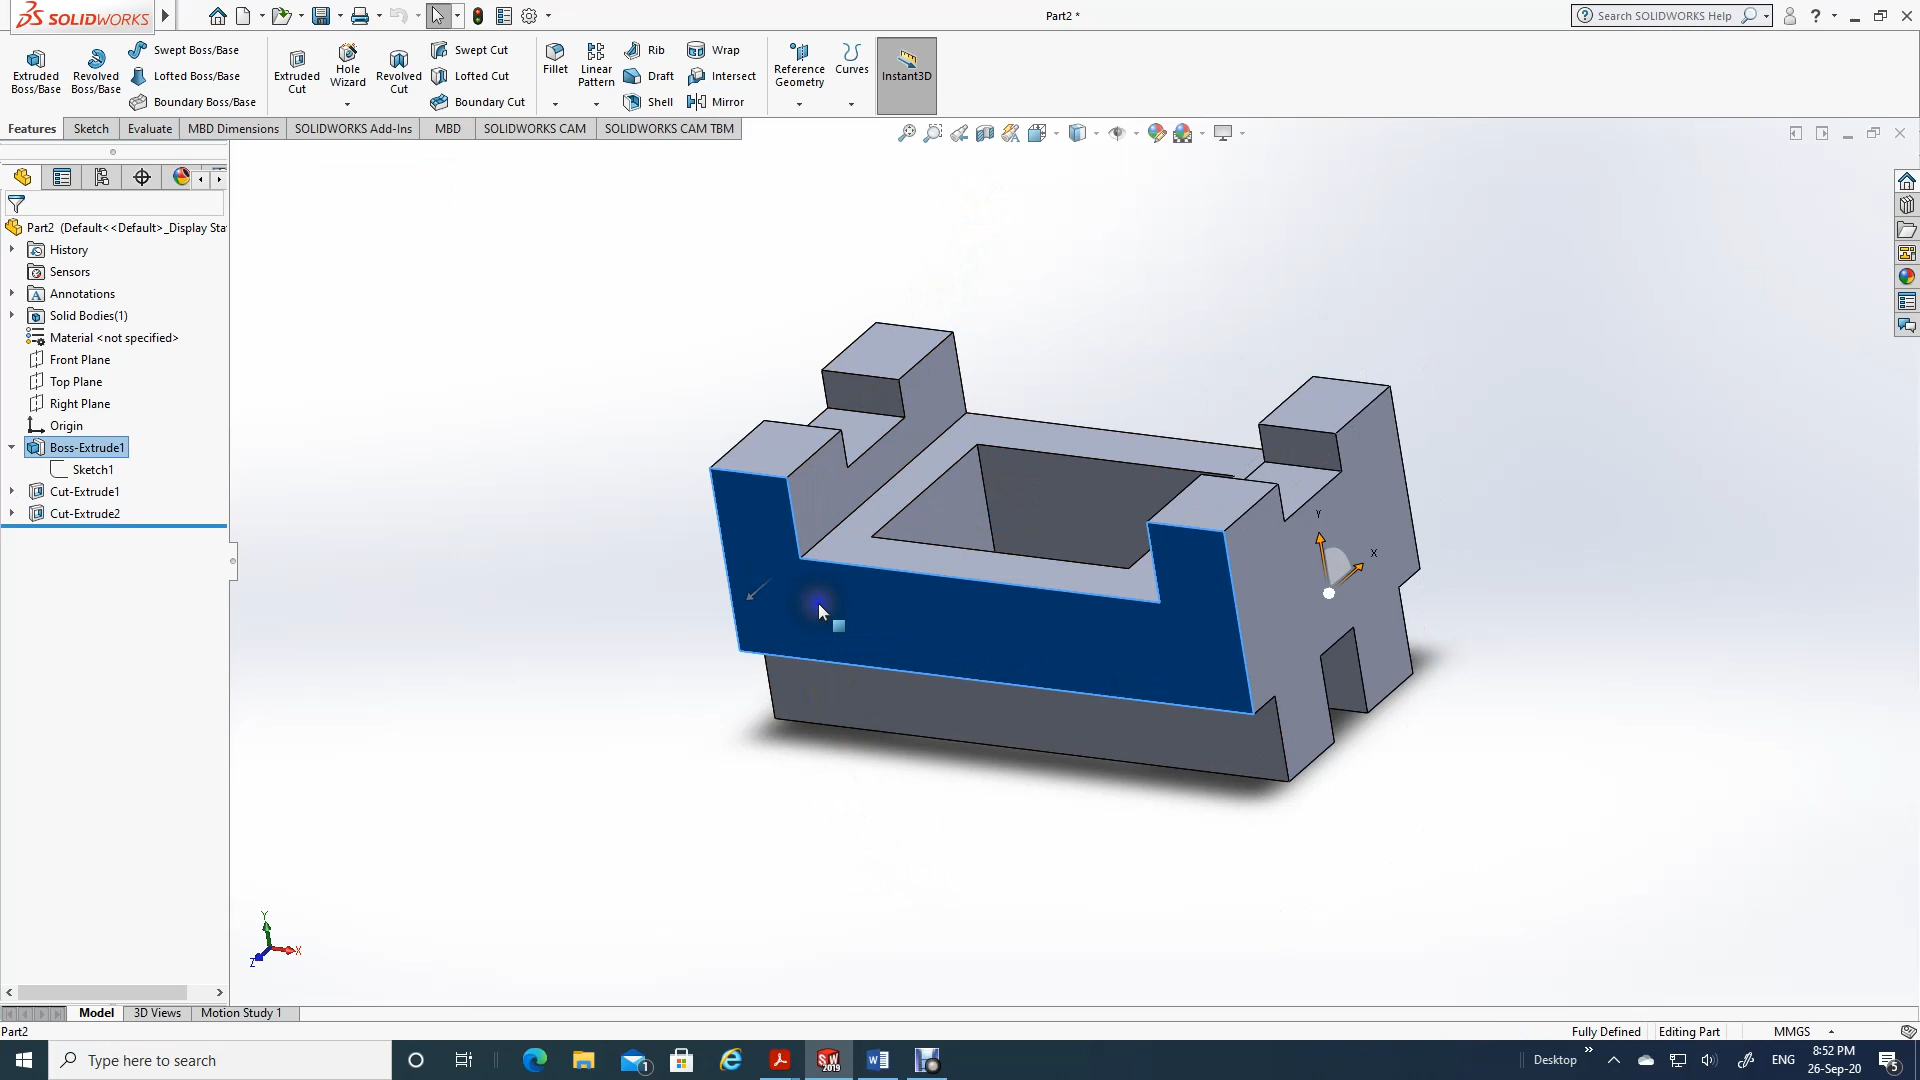 SOLIDWORKS
Part2 *
Search SOLIDWORKS Help
Extruded Boss/Base
Revolved Boss/Base
Swept Boss/Base
Lofted Boss/Base
Boundary Boss/Base
Extruded Cut
Hole Wizard
Revolved Cut
Swept Cut
Lofted Cut
Boundary Cut
Fillet
Linear Pattern
Rib
Draft
Shell
Wrap
Intersect
Mirror
Reference Geometry
Curves
Instant3D
Features
Sketch
Evaluate
MBD Dimensions
SOLIDWORKS Add-Ins
MBD
SOLIDWORKS CAM
SOLIDWORKS CAM TBM
Part2 (Default<<Default>_Display Sta
History
Sensors
Annotations
Solid Bodies(1)
Material <not specified>
Front Plane
Top Plane
Right Plane
Origin
Boss-Extrude1
Sketch1
Cut-Extrude1
Cut-Extrude2
Y
X
Y
X
Z
Model
3D Views
Motion Study 1
Part2
Fully Defined
Editing Part
MMGS
Type here to search
1
SW
2019
Desktop
ENG
8:52 PM
26-Sep-20
5